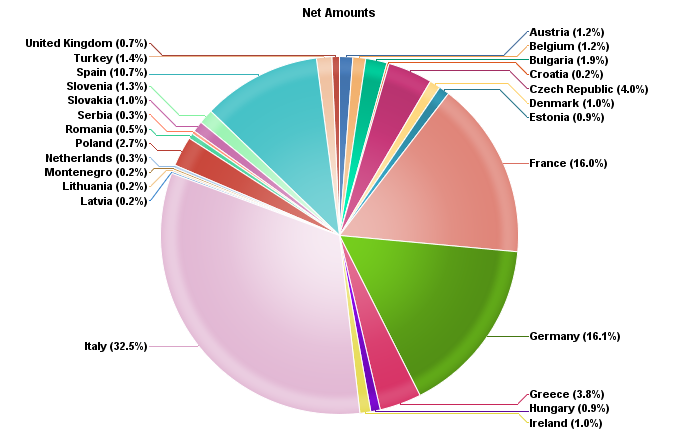 Net Amounts
Austria (1.2%)
Belgium (1.2%)
Bulgaria (1.9%)
Croatia (0.2%)
Czech Republic (4.0%)
Denmark (1.0%)
Estonia (0.9%)
France (16.0%)
Germany (16.1%)
Greece (3.8%)
Hungary (0.9%)
Ireland (1.0%)
United Kingdom (0.7%)
Turkey (1.4%)
Spain (10.7%)
Slovenia (1.3%)
Slovakia (1.0%)
Serbia (0.3%)
Romania (0.5%)
Poland (2.7%)
Netherlands (0.3%)
Montenegro (0.2%)
Lithuania (0.2%)
Latvia (0.2%)
Italy (32.5%)